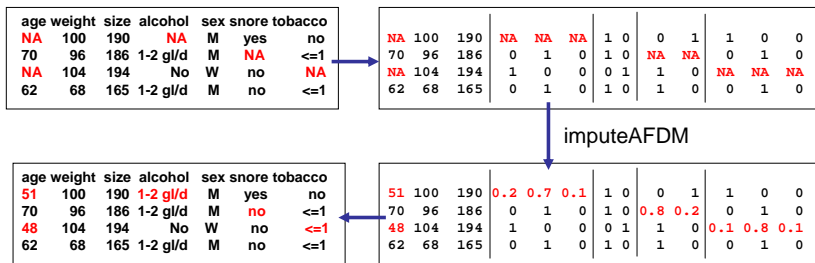 age weight size alcohol sex snore tobacco
NA 100 190 NA M yes no
70 96 186 1-2 gl/d M NA <=1
NA 104 194 No W no NA
62 68 165 1-2 gl/d M no <=1
NA 100 190 NA NA NA 1 0 0 1 1 0 0
70 96 186 0 1 0 1 0 NA NA 0 1 0
NA 104 194 1 0 0 0 1 1 0 NA NA NA
62 68 165 0 1 0 1 0 1 0 0 1 0
imputeAFDM
age weight size alcohol sex snore tobacco
51 100 190 1-2 gl/d M yes no
70 96 186 1-2 gl/d M no <=1
48 104 194 No W no <=1
62 68 165 1-2 gl/d M no <=1
51 100 190 0.2 0.7 0.1 1 0 0 1 1 0 0
70 96 186 0 1 0 1 0 0.8 0.2 0 1 0
48 104 194 1 0 0 0 1 1 0 0.1 0.8 0.1
62 68 165 0 1 0 1 0 1 0 0 1 0